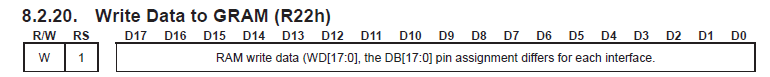 8.2.20. Write Data to GRAM (R22h)
R/W RS D17 D16 D15 D14 D13 D12 D11 D10 D9 D8 D7 D6 D5 D4 D3 D2 D1 D0
W 1 RAM write data (WD[17:0], the DB[17:0] pin assignment differs for each interface.